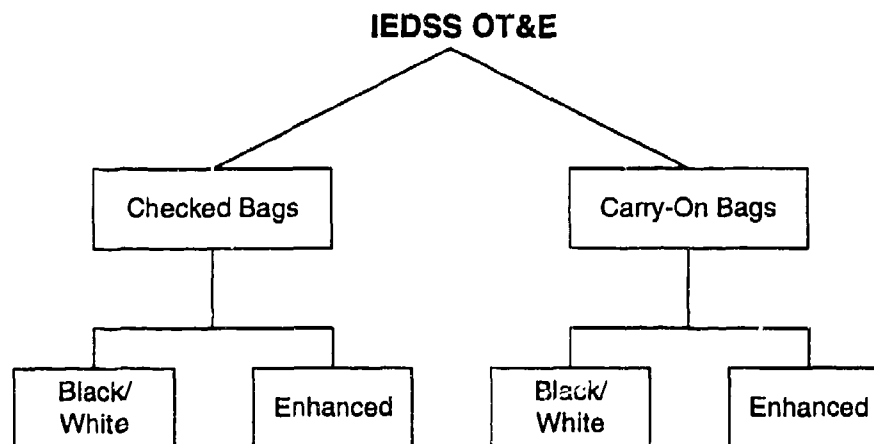 IEDSS OT&E
Checked Bags
Carry-On Bags
Black/
White
Enhanced
Black/
White
Enhanced